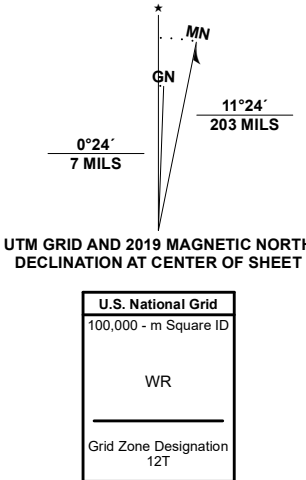 ★
MN
GN
11°24´
203 MILS
0°24´
7 MILS
UTM GRID AND 2019 MAGNETIC NORTH
DECLINATION AT CENTER OF SHEET
U.S. National Grid
100,000 - m Square ID
WR
Grid Zone Designation
12T